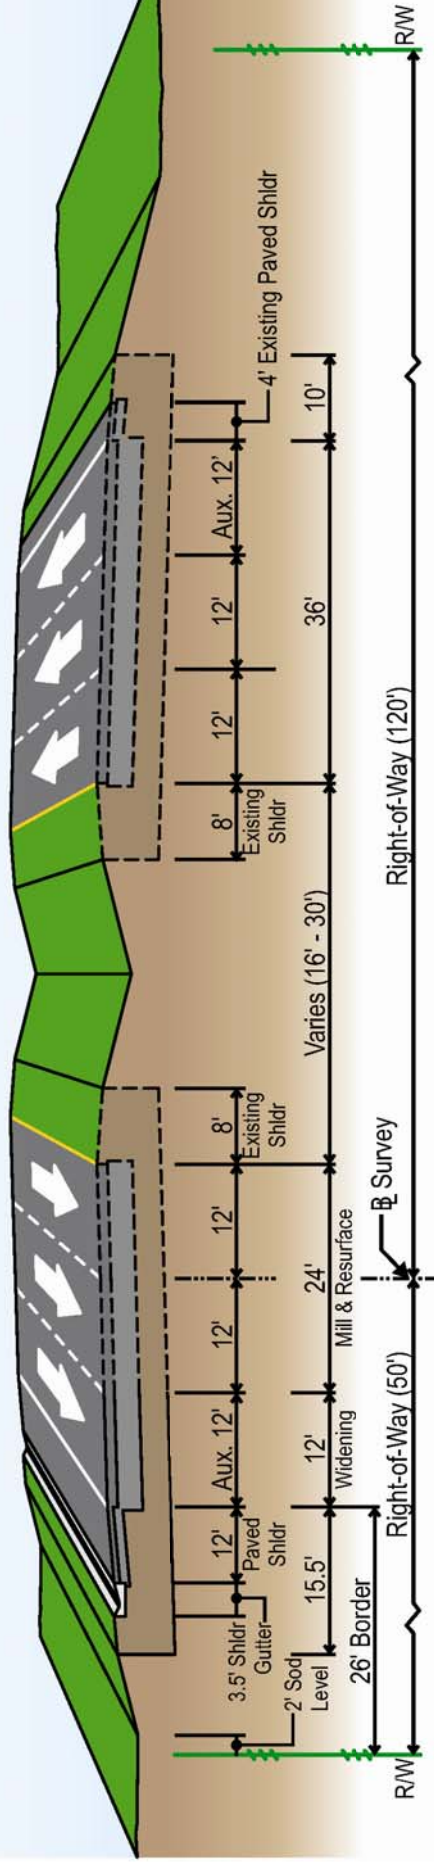 12'
Paved
Shldr
Aux. 12'
12'
12'
8'
Existing
Shldr
8'
Existing
Shldr
12'
12'
Aux. 12'
4' Existing Paved Shldr
3.5' Shldr
Gutter
2' Sod
Level
15.5'
12'
Widening
24'
Mill & Resurface
Varies (16' - 30')
36'
10'
26' Border
℄ Survey
R/W
Right-of-Way (50')
Right-of-Way (120')
R/W